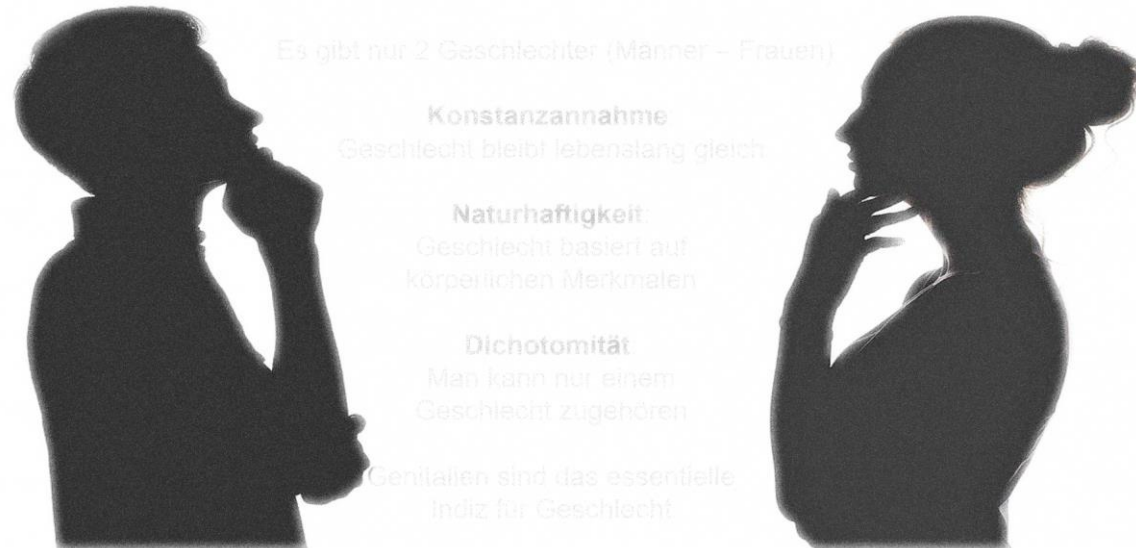 Es gibt nur 2 Geschlechter (Männer – Frauen)
Konstanzannahme
Geschlecht bleibt lebenslang gleich
Naturhaftigkeit
Geschlecht basiert auf
körperlichen Merkmalen
Dichotomität
Man kann nur einem
Geschlecht zugehören
Genitalien sind das essentielle
Indiz für Geschlecht